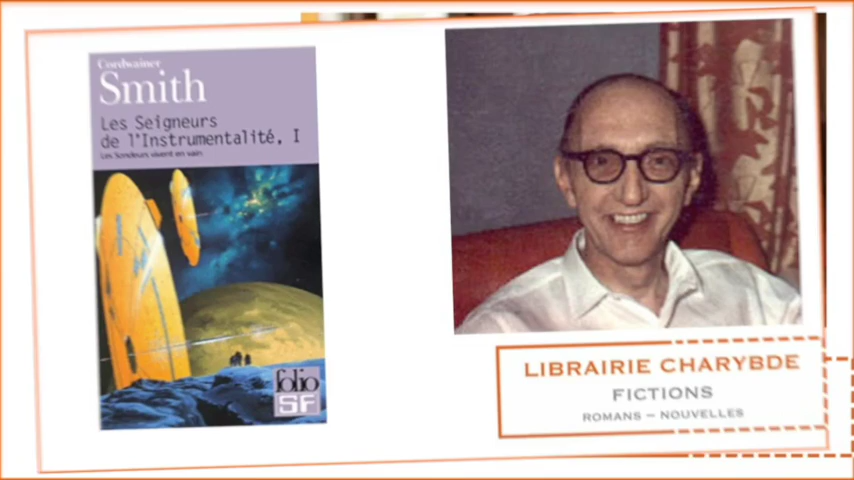 Cordwainer
Smith
Les Seigneurs
de l'Instrumentalité, I
Les Sondeurs vivent en vain
folio
SF
LIBRAIRIE CHARYBDE
FICTIONS
ROMANS – NOUVELLES